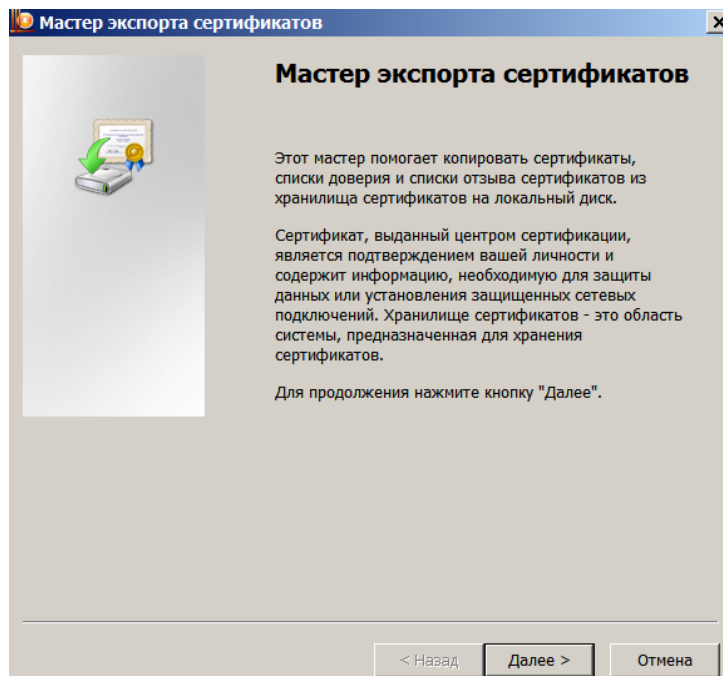 Мастер экспорта сертификатов
Мастер экспорта сертификатов
Этот мастер помогает копировать сертификаты,
списки доверия и списки отзыва сертификатов из
хранилища сертификатов на локальный диск.
Сертификат, выданный центром сертификации,
является подтверждением вашей личности и
содержит информацию, необходимую для защиты
данных или установления защищенных сетевых
подключений. Хранилище сертификатов - это область
системы, предназначенная для хранения
сертификатов.
Для продолжения нажмите кнопку "Далее".
< Назад Далее > Отмена